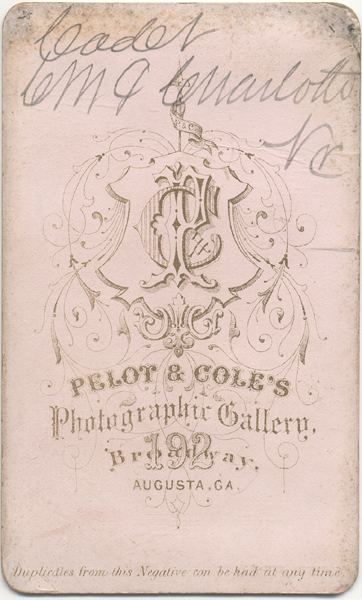 Cadet
CMI Charlotte
NC
PELOT & COLE'S
Photographic Gallery,
192
Broadway,
AUGUSTA, GA.
Duplicates from this Negative can be had at any time.